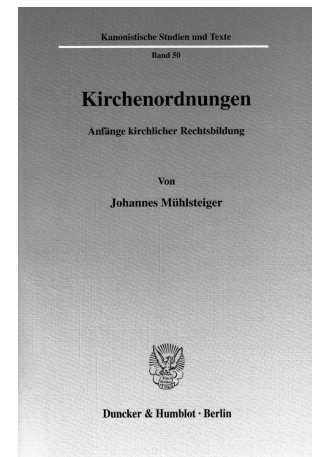 Kanonistische Studien und Texte
Band 50
Kirchenordnungen
Anfänge kirchlicher Rechtsbildung
Von
Johannes Mühlsteiger
Duncker & Humblot · Berlin